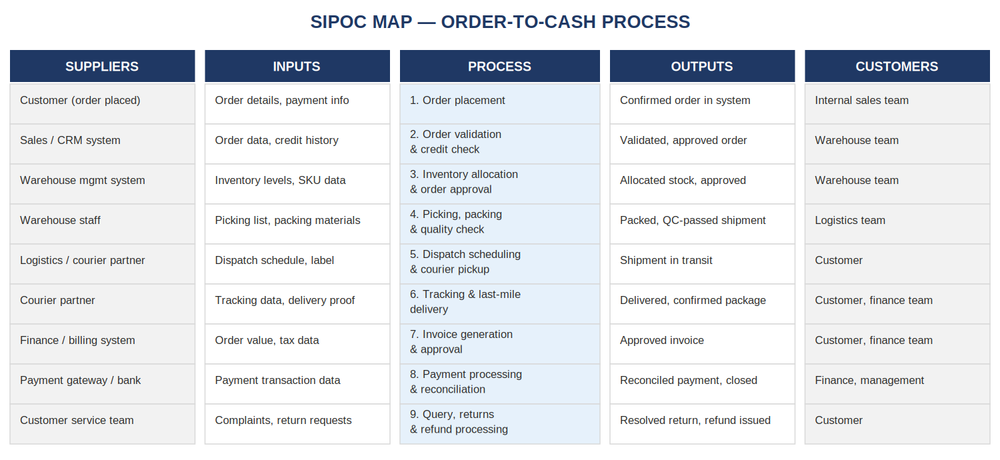 SIPOC MAP — ORDER-TO-CASH PROCESS
SUPPLIERS INPUTS PROCESS OUTPUTS CUSTOMERS
Customer (order placed) Order details, payment info 1. Order placement Confirmed order in system Internal sales team
Sales / CRM system Order data, credit history 2. Order validation
& credit check Validated, approved order Warehouse team
Warehouse mgmt system Inventory levels, SKU data 3. Inventory allocation
& order approval Allocated stock, approved Warehouse team
Warehouse staff Picking list, packing materials 4. Picking, packing
& quality check Packed, QC-passed shipment Logistics team
Logistics / courier partner Dispatch schedule, label 5. Dispatch scheduling
& courier pickup Shipment in transit Customer
Courier partner Tracking data, delivery proof 6. Tracking & last-mile
delivery Delivered, confirmed package Customer, finance team
Finance / billing system Order value, tax data 7. Invoice generation
& approval Approved invoice Customer, finance team
Payment gateway / bank Payment transaction data 8. Payment processing
& reconciliation Reconciled payment, closed Finance, management
Customer service team Complaints, return requests 9. Query, returns
& refund processing Resolved return, refund issued Customer